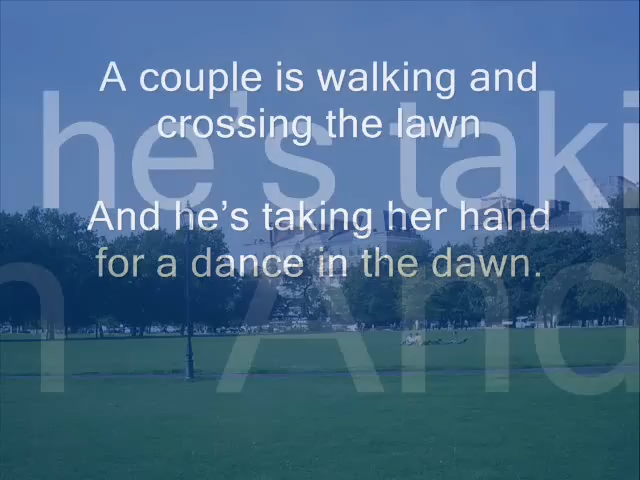 A couple is walking and
crossing the lawn
he's taki
And he's taking her hand
for a dance in the dawn.
n And